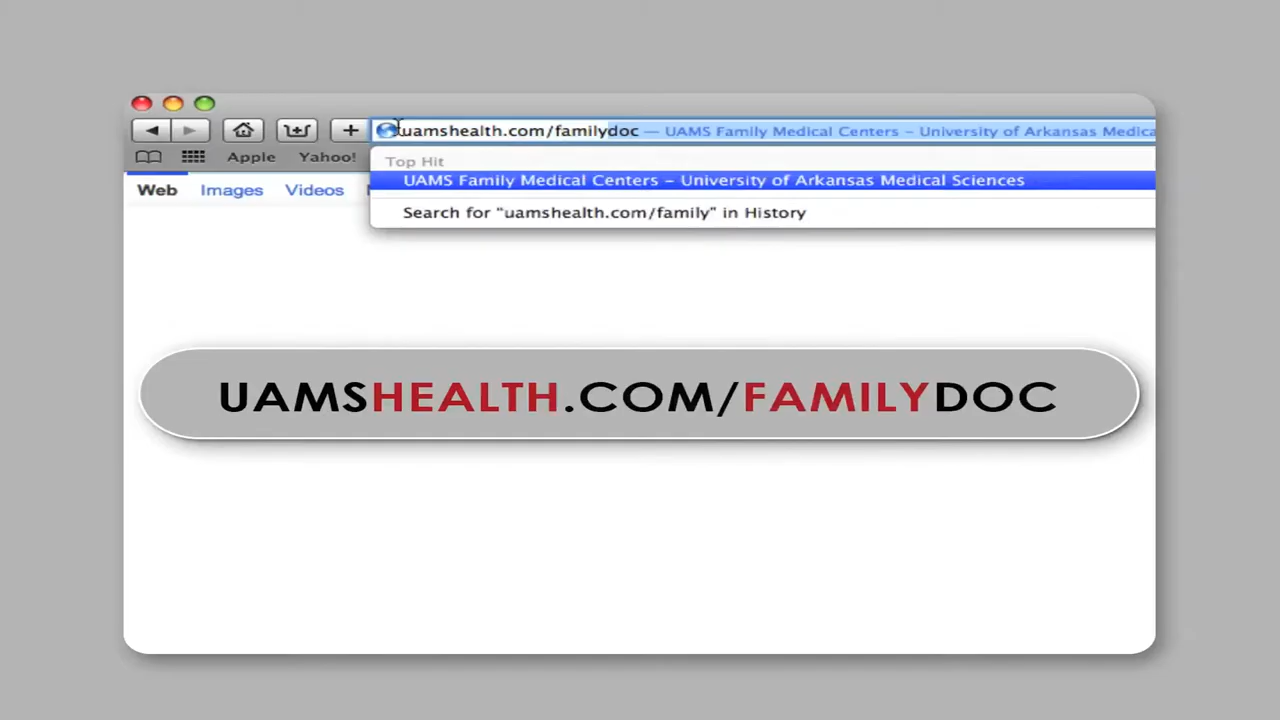 uamshealth.com/familydoc — UAMS Family Medical Centers – University of Arkansas Medica
Apple Yahoo!
Top Hit
Web Images Videos
UAMS Family Medical Centers – University of Arkansas Medical Sciences
Search for “uamshealth.com/family” in History
UAMSHEALTH.COM/FAMILYDOC